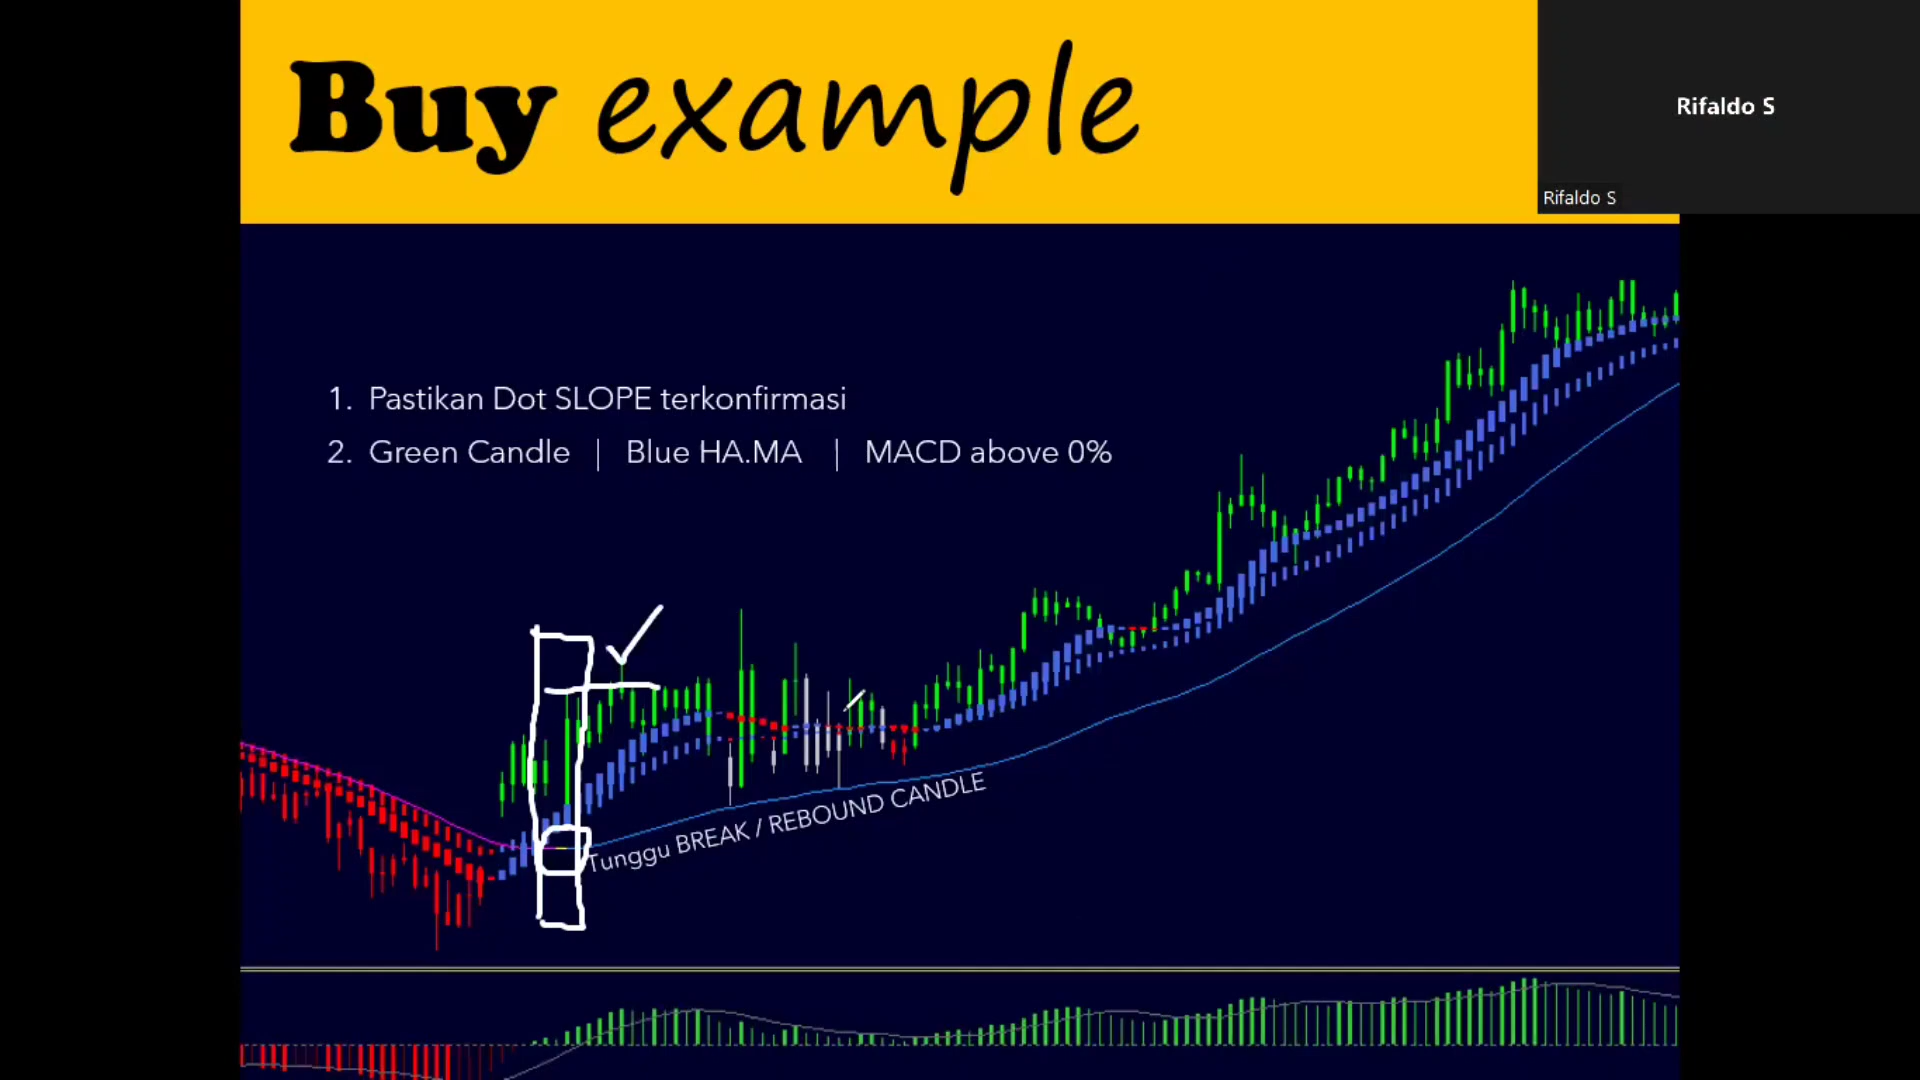 Buy example
Rifaldo S
Rifaldo S
1. Pastikan Dot SLOPE terkonfirmasi
2. Green Candle | Blue HA.MA | MACD above 0%
Tunggu BREAK / REBOUND CANDLE